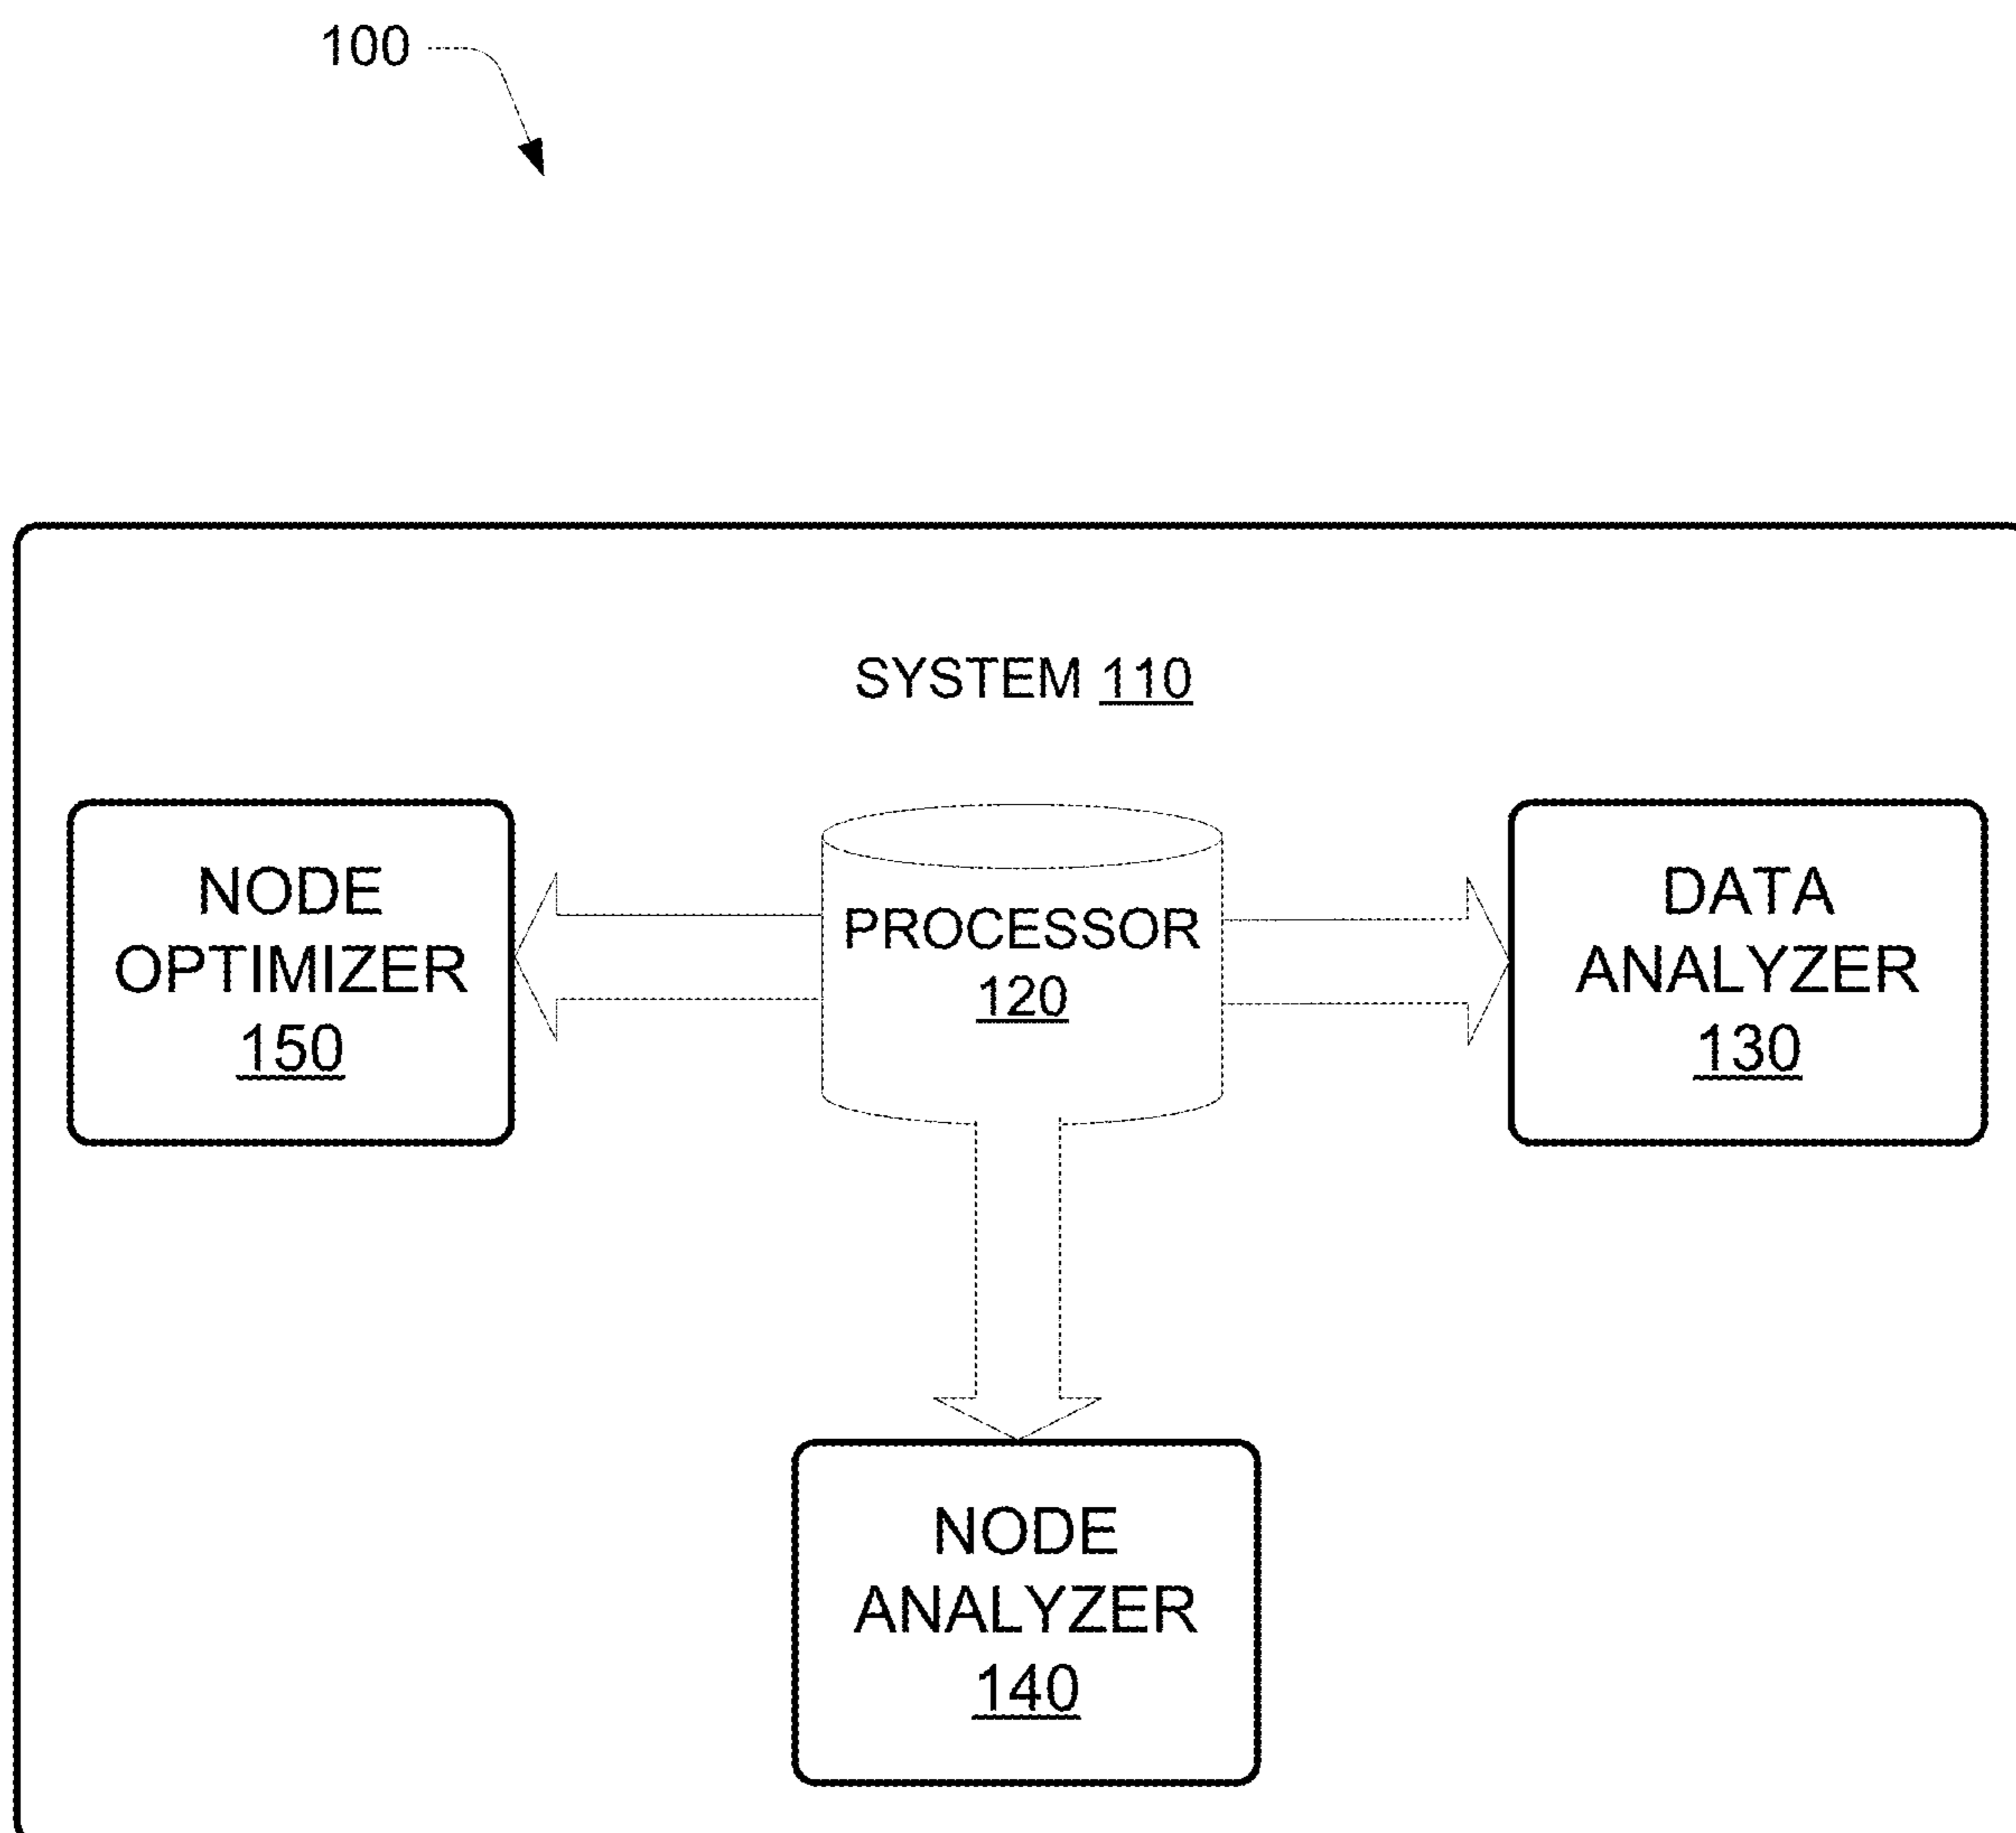 100
SYSTEM 110
NODE
OPTIMIZER
150
PROCESSOR
120
DATA
ANALYZER
130
NODE
ANALYZER
140